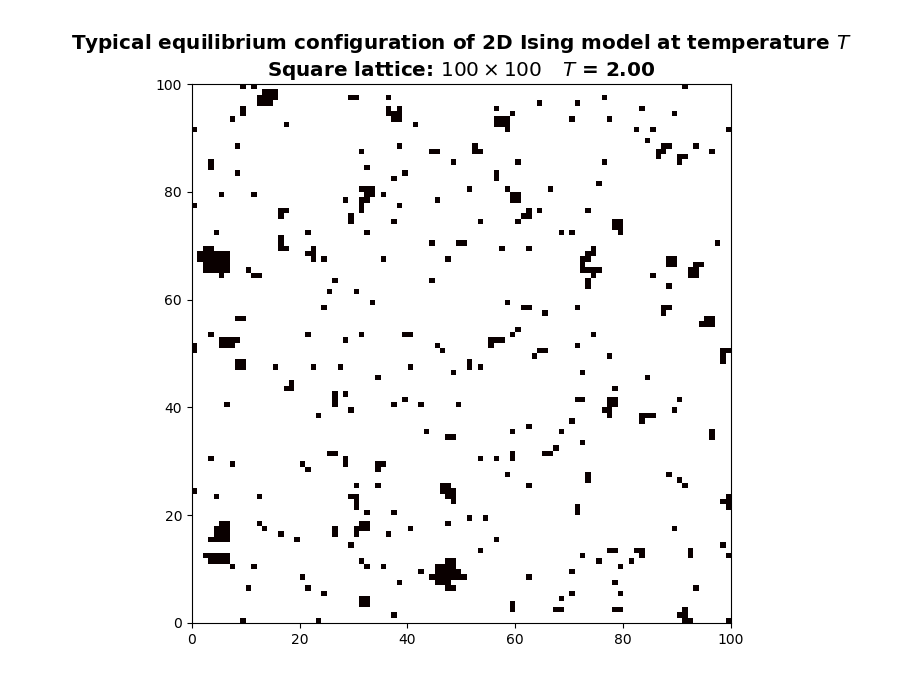 Typical equilibrium configuration of 2D Ising model at temperature T
Square lattice: 100 × 100 T = 2.00
100
80
60
40
20
0
0 20 40 60 80 100